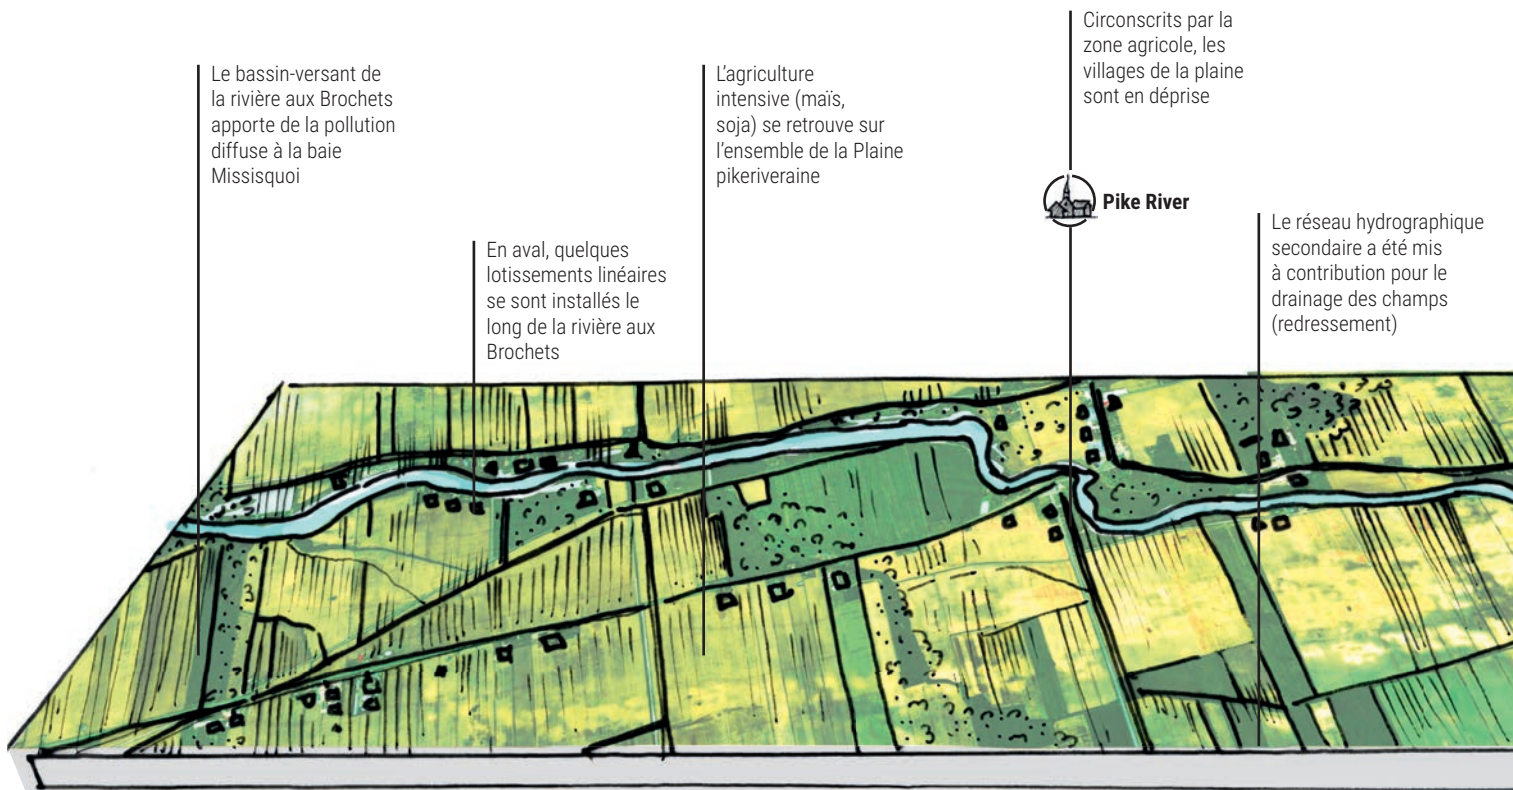 Le bassin-versant de
la rivière aux Brochets
apporte de la pollution
diffuse à la baie
Missisquoi
En aval, quelques
lotissements linéaires
se sont installés le
long de la rivière aux
Brochets
L'agriculture
intensive (maïs,
soja) se retrouve sur
l'ensemble de la Plaine
pikeriveraine
Circonscrits par la
zone agricole, les
villages de la plaine
sont en déprise
Pike River
Le réseau hydrographique
secondaire a été mis
à contribution pour le
drainage des champs
(redressement)